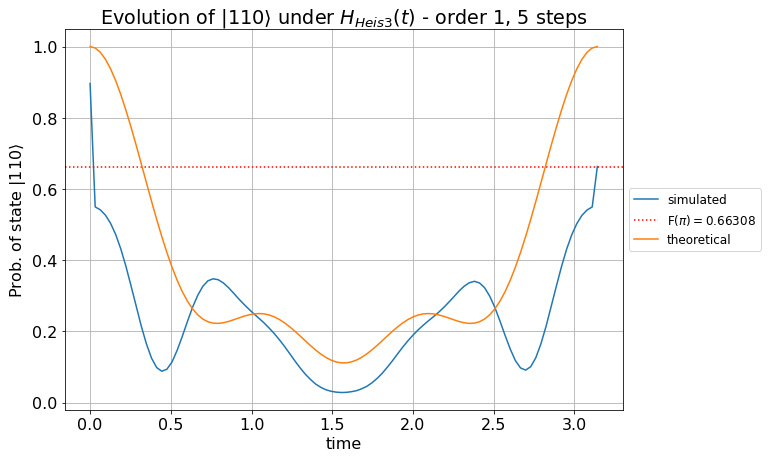 Evolution of |110⟩ under H_{Heis3}(t) - order 1, 5 steps
Prob. of state |110⟩
1.0
0.8
0.6
0.4
0.2
0.0
0.0 0.5 1.0 1.5 2.0 2.5 3.0
time
simulated
F(π) = 0.66308
theoretical